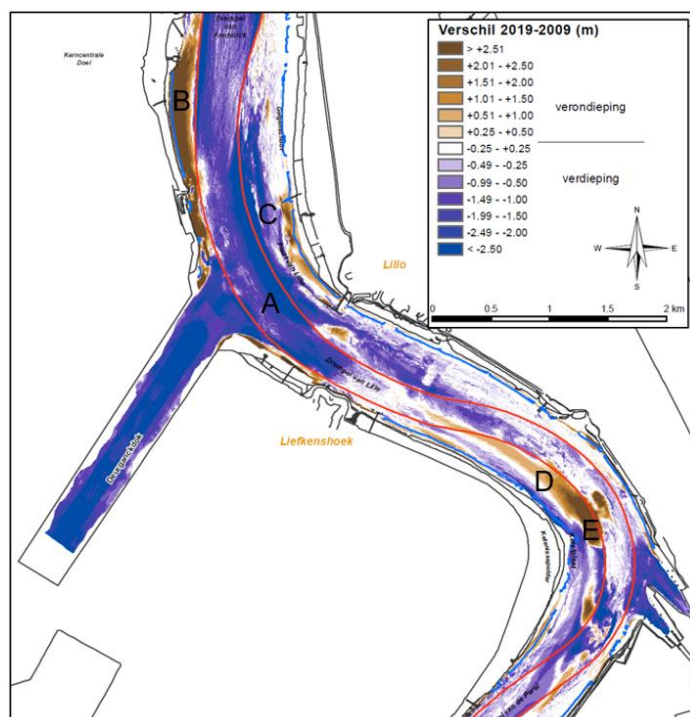 Drempel
van
Frederick
Kerncentrale
Doel
B
C
A
Lillo
Drempel van Lillo
Liefkenshoek
Deurganckdok
D
E
Verschil 2019-2009 (m)
> +2.51
+2.01 - +2.50
+1.51 - +2.00
+1.01 - +1.50
+0.51 - +1.00
+0.25 - +0.50
-0.25 - +0.25
-0.49 - -0.25
-0.99 - -0.50
-1.49 - -1.00
-1.99 - -1.50
-2.49 - -2.00
< -2.50
verondieping
verdieping
N
W
E
S
0
0.5
1
1.5
2 km